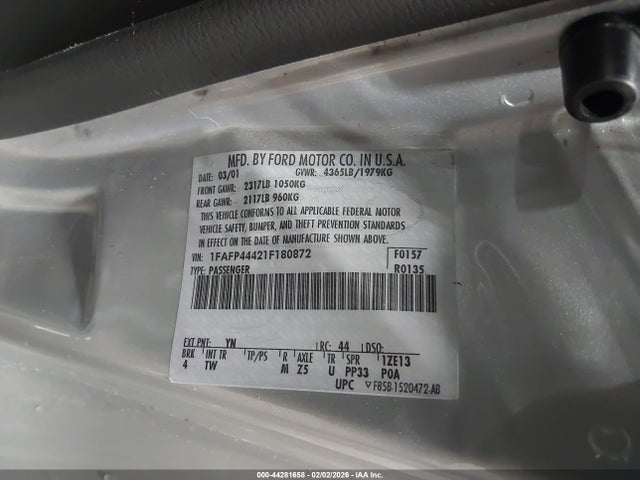 MFD. BY FORD MOTOR CO. IN U.S.A.
DATE: 03/01 GVWR: 4365LB/1979KG
FRONT GAWR: 2317LB 1050KG
REAR GAWR: 2117LB 960KG
THIS VEHICLE CONFORMS TO ALL APPLICABLE FEDERAL MOTOR
VEHICLE SAFETY, BUMPER, AND THEFT PREVENTION STANDARDS
IN EFFECT ON THE DATE OF MANUFACTURE SHOWN ABOVE.
VIN: 1FAFP44421F180872 F0157
TYPE: PASSENGER R0135
EXT PNT: YN RC: 44 DSO:
BRK INT TR TP/PS R AXLE TR SPR 1ZE13
4 TW M Z5 U PP33 P0A
UPC ▽ F85B-1520472-AB
000-44281658 - 02/02/2026 - IAAI.COM